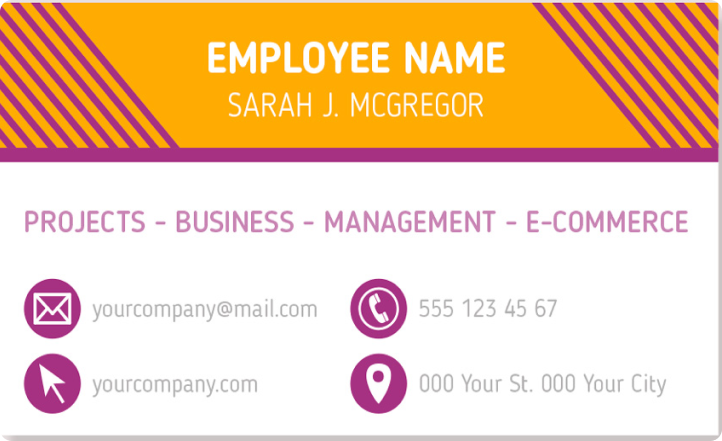 EMPLOYEE NAME
SARAH J. MCGREGOR
PROJECTS - BUSINESS - MANAGEMENT - E-COMMERCE
yourcompany@mail.com
555 123 45 67
yourcompany.com
000 Your St. 000 Your City